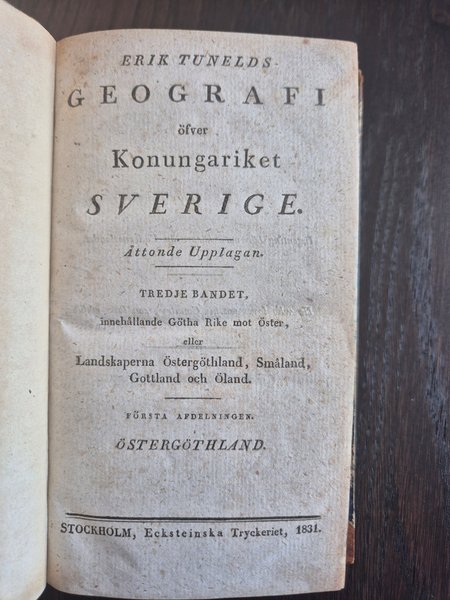 ERIK TUNELDS
GEOGRAFI
öfver
Konungariket
SVERIGE.
Åttonde Upplagan.
TREDJE BANDET,
innehållande Götha Rike mot Öster,
eller
Landskaperna Östergöthland, Småland,
Gottland och Öland.
FÖRSTA AFDELNINGEN.
ÖSTERGÖTHLAND.
STOCKHOLM, Ecksteinska Tryckeriet, 1831.